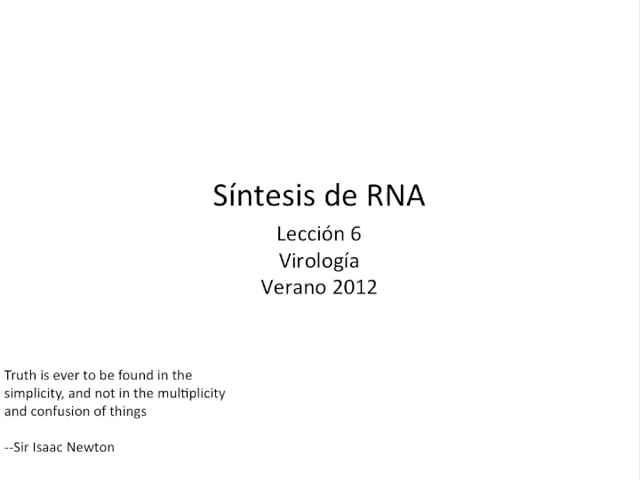 Síntesis de RNA
Lección 6
Virología
Verano 2012
Truth is ever to be found in the
simplicity, and not in the multiplicity
and confusion of things
--Sir Isaac Newton